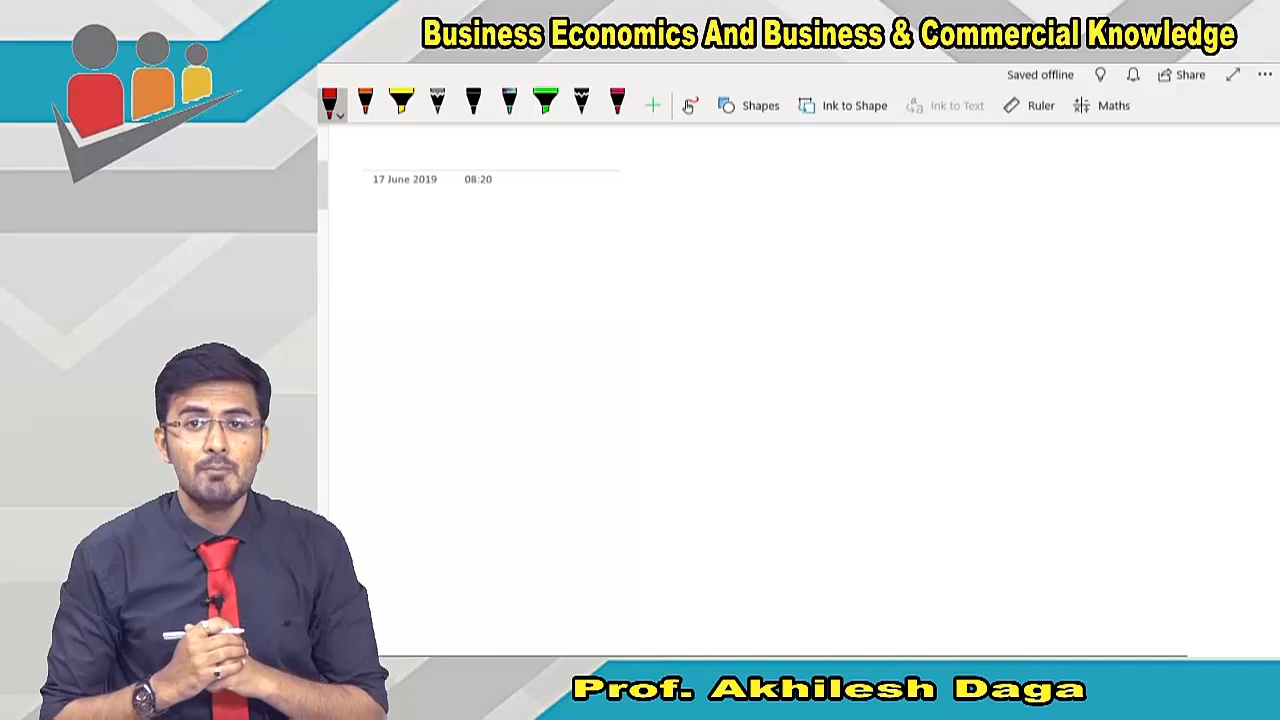 Business Economics And Business & Commercial Knowledge
Saved offline
Share
Shapes
Ink to Shape
Ink to Text
Ruler
Maths
17 June 2019 08:20
Prof. Akhilesh Daga